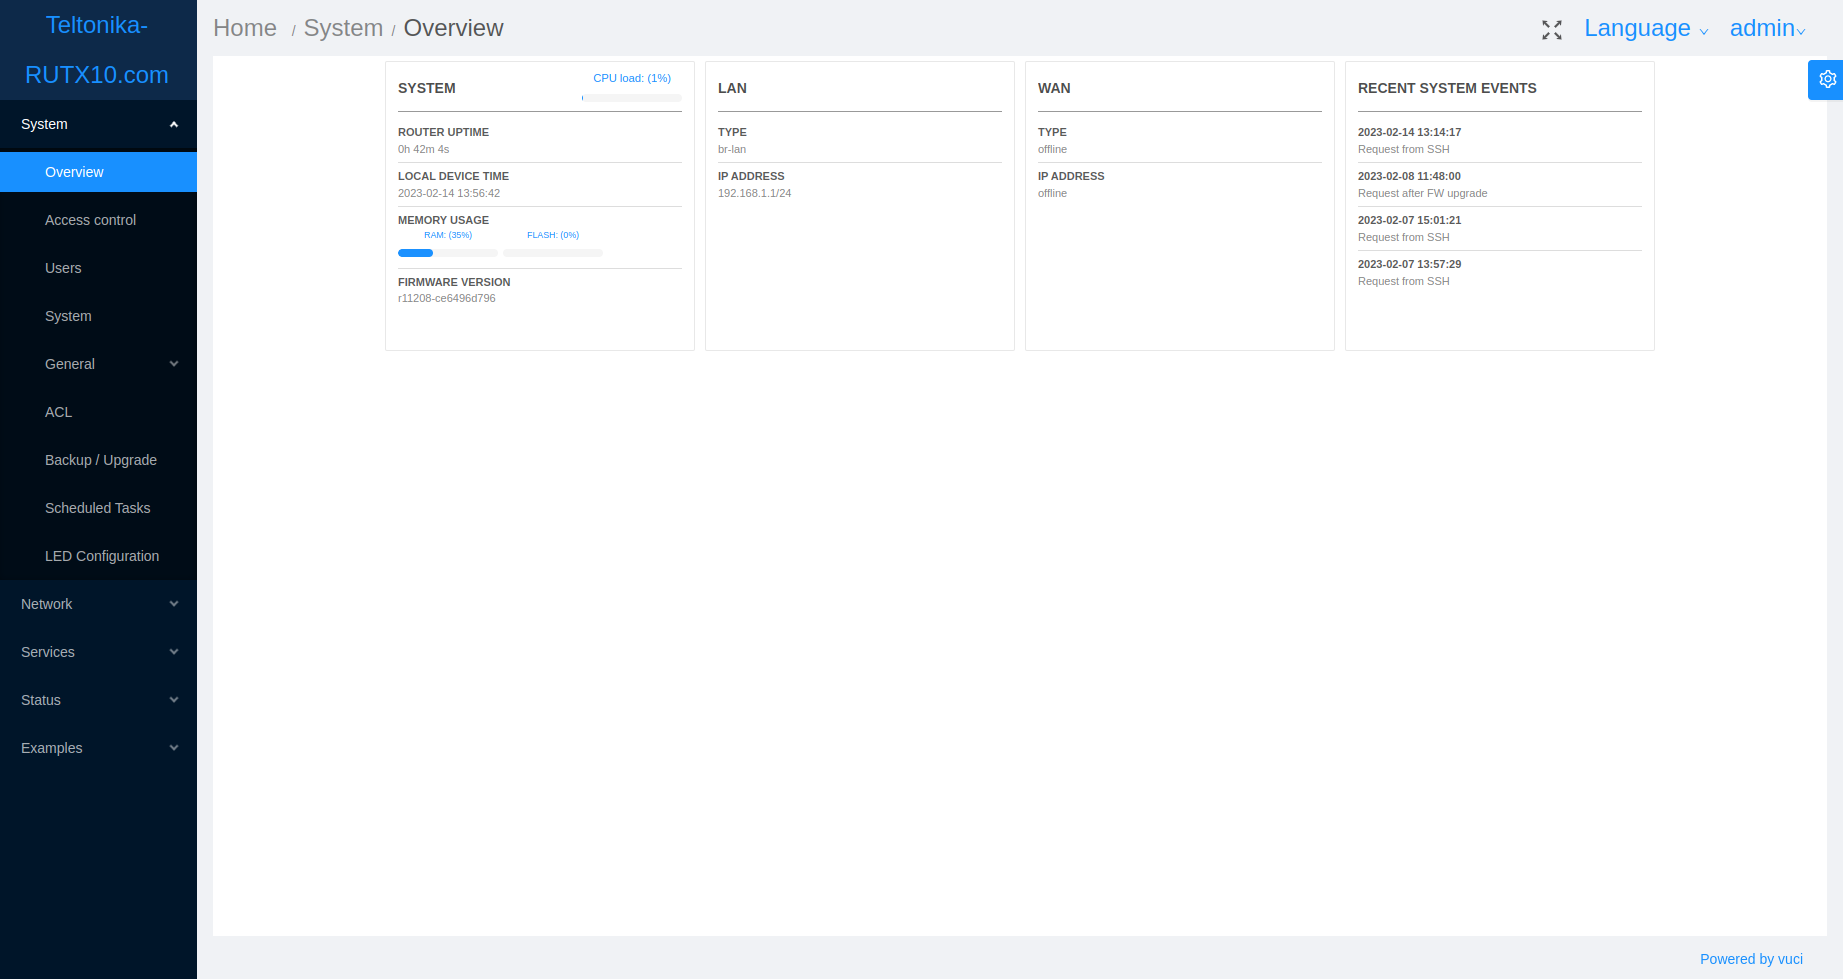 Teltonika-
RUTX10.com
System
Overview
Access control
Users
System
General
ACL
Backup / Upgrade
Scheduled Tasks
LED Configuration
Network
Services
Status
Examples
Home / System / Overview
Language
admin
SYSTEM
CPU load: (1%)
ROUTER UPTIME
0h 42m 4s
LOCAL DEVICE TIME
2023-02-14 13:56:42
MEMORY USAGE
RAM: (35%) FLASH: (0%)
FIRMWARE VERSION
r11208-ce6496d796
LAN
TYPE
br-lan
IP ADDRESS
192.168.1.1/24
WAN
TYPE
offline
IP ADDRESS
offline
RECENT SYSTEM EVENTS
2023-02-14 13:14:17
Request from SSH
2023-02-08 11:48:00
Request after FW upgrade
2023-02-07 15:01:21
Request from SSH
2023-02-07 13:57:29
Request from SSH
Powered by vuci